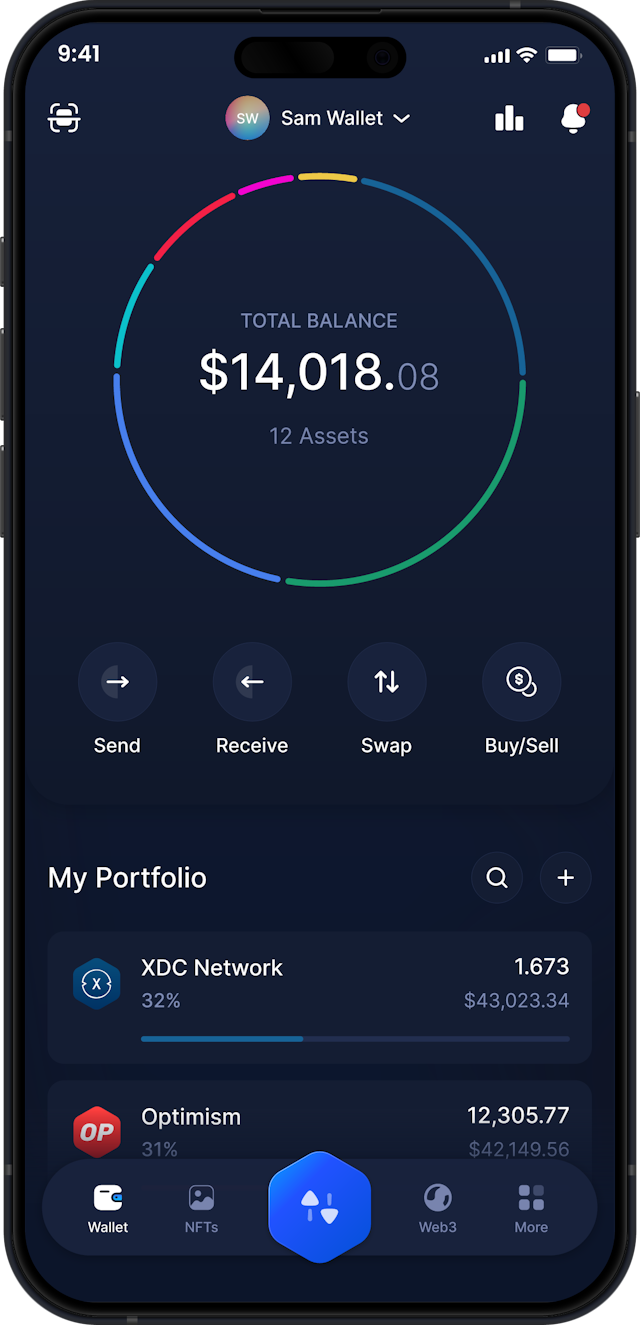 9:41
SW Sam Wallet
TOTAL BALANCE
$14,018.08
12 Assets
Send Receive Swap Buy/Sell
My Portfolio
X XDC Network 1.673
32% $43,023.34
OP Optimism 12,305.77
31% $42,149.56
Wallet NFTs Web3 More